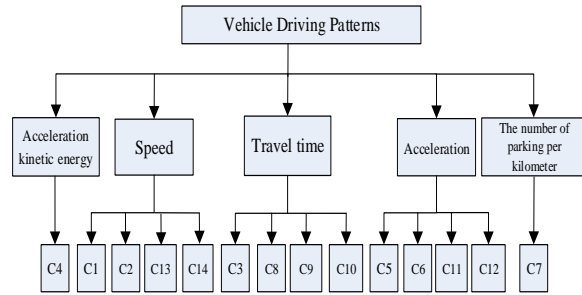 Vehicle Driving Patterns
Acceleration
kinetic energy
Speed
Travel time
Acceleration
The number of
parking per
kilometer
C4
C1
C2
C13
C14
C3
C8
C9
C10
C5
C6
C11
C12
C7